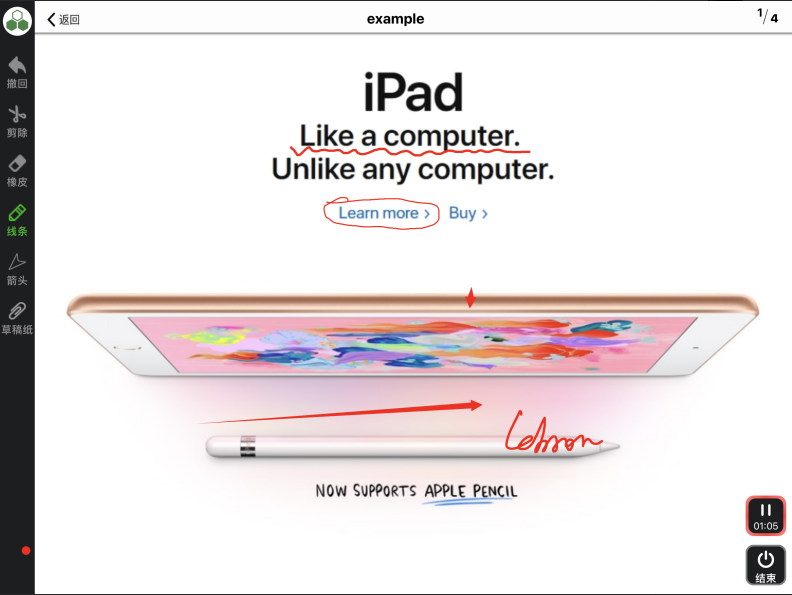 返回
example
1/4
撤回
剪除
橡皮
线条
箭头
草稿纸
iPad
Like a computer.
Unlike any computer.
Learn more >
Buy >
NOW SUPPORTS APPLE PENCIL
01:05
结束